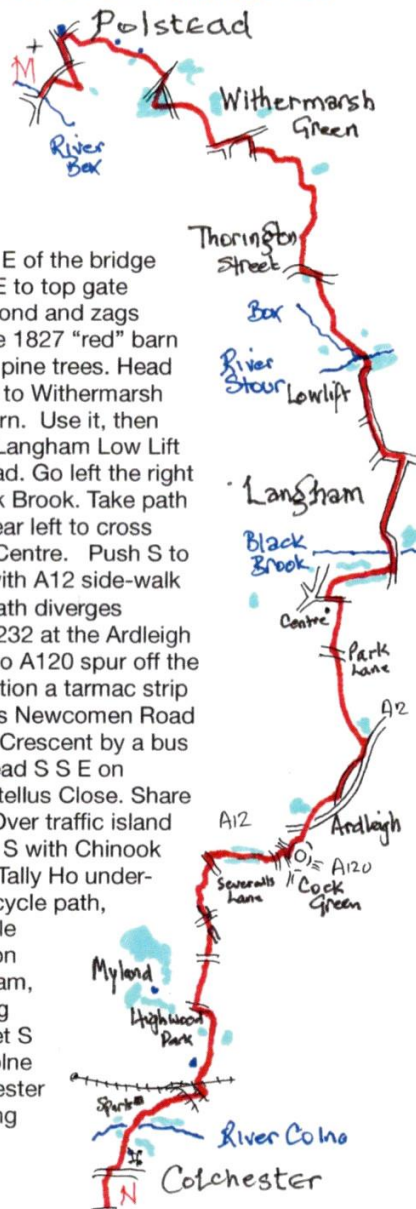 Polstead
M
River
Box
Withermarsh
Green
Thorington
Street
Box
River
Stour
Lowlift
Langham
Black
Brook
Centre
Park
Lane
A12
Ardleigh
A12
A120
Severalls
Lane
Cock
Green
Myland
Highwood
Park
Sports
River Colne
Colchester
N
E of the bridge
E to top gate
ond and zags
e 1827 “red” barn
pine trees. Head
to Withermarsh
rn. Use it, then
Langham Low Lift
ad. Go left the right
k Brook. Take path
ear left to cross
Centre. Push S to
with A12 side-walk
ath diverges
232 at the Ardleigh
o A120 spur off the
tion a tarmac strip
s Newcomen Road
Crescent by a bus
ead S S E on
tellus Close. Share
Over traffic island
S with Chinook
Tally Ho under-
cycle path,
le
on
am,
g
et S
olne
ester
ng